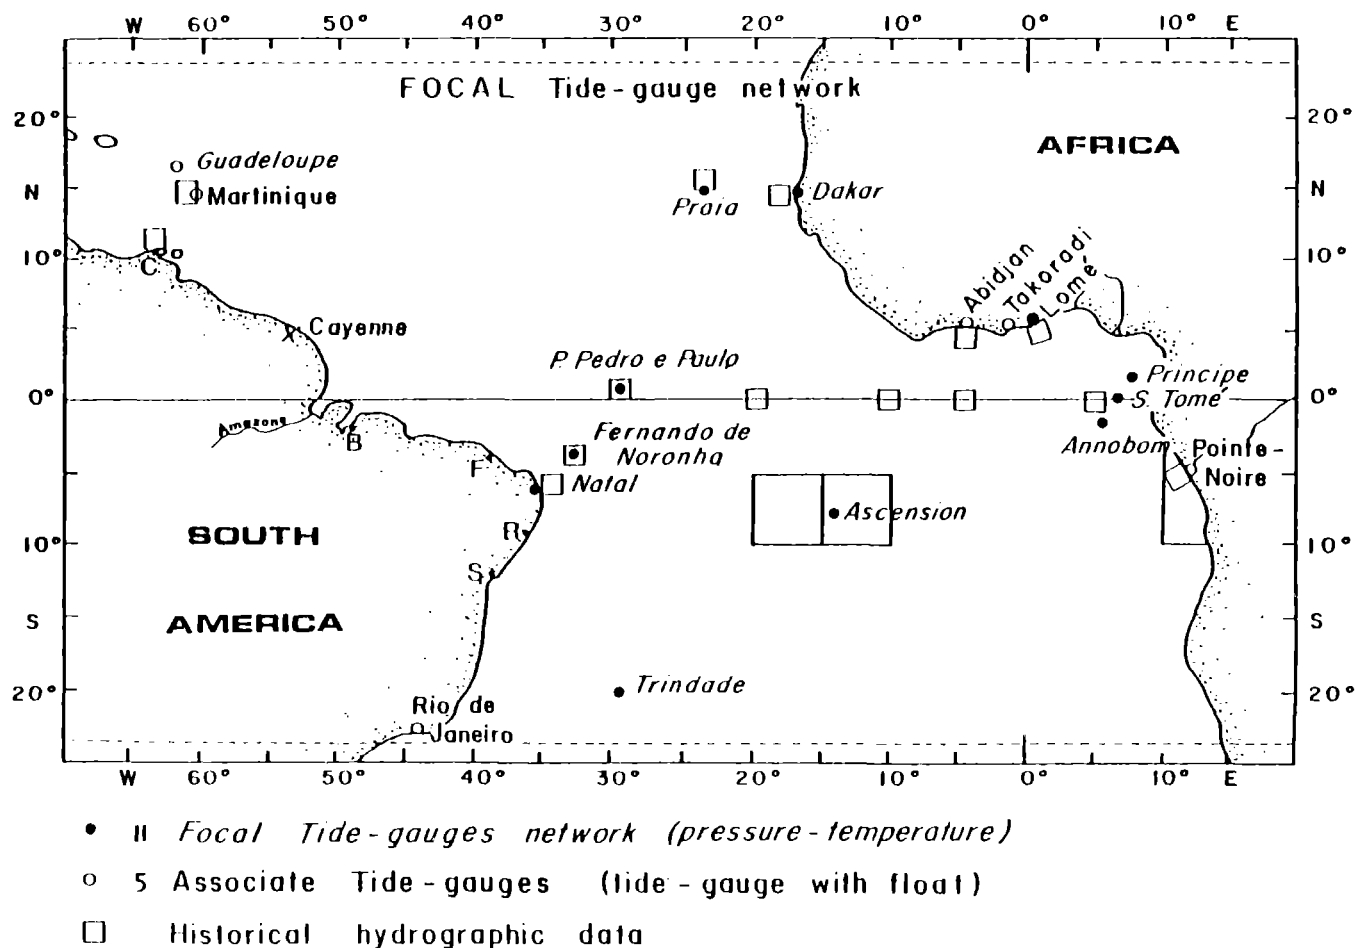 W 60° 50° 40° 30° 20° 10° 0° 10° E
FOCAL Tide-gauge network
20° 20°
AFRICA
Guadeloupe
N Martinique Praia Dakar N
10° 10°
C
Abidjan
Takoradi
Lomé
Cayenne
P. Pedro e Paulo
Principe
0° S. Tomé 0°
Amazone
B
Fernando de
Noronha
Annobom
Pointe-
Noire
F
Natal
Ascension
SOUTH
R
10° 10°
S
S S
AMERICA
20° Trindade 20°
Rio de
Janeiro
W 60° 50° 40° 30° 20° 10° 0° 10° E
● 11 Focal Tide-gauges network (pressure-temperature)
○ 5 Associate Tide-gauges (tide-gauge with float)
□ Historical hydrographic data